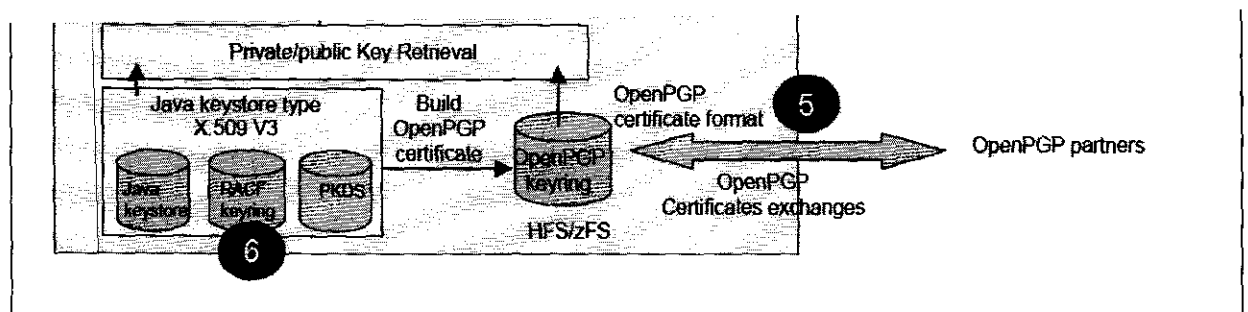 Private/public Key Retrieval
Java keystore type
X.509 V3
Build
OpenPGP
certificate
OpenPGP
certificate format
5
OpenPGP partners
OpenPGP
keyring
OpenPGP
Certificates exchanges
Java
keystore
RACF
keyring
PKDS
HFS/zFS
6